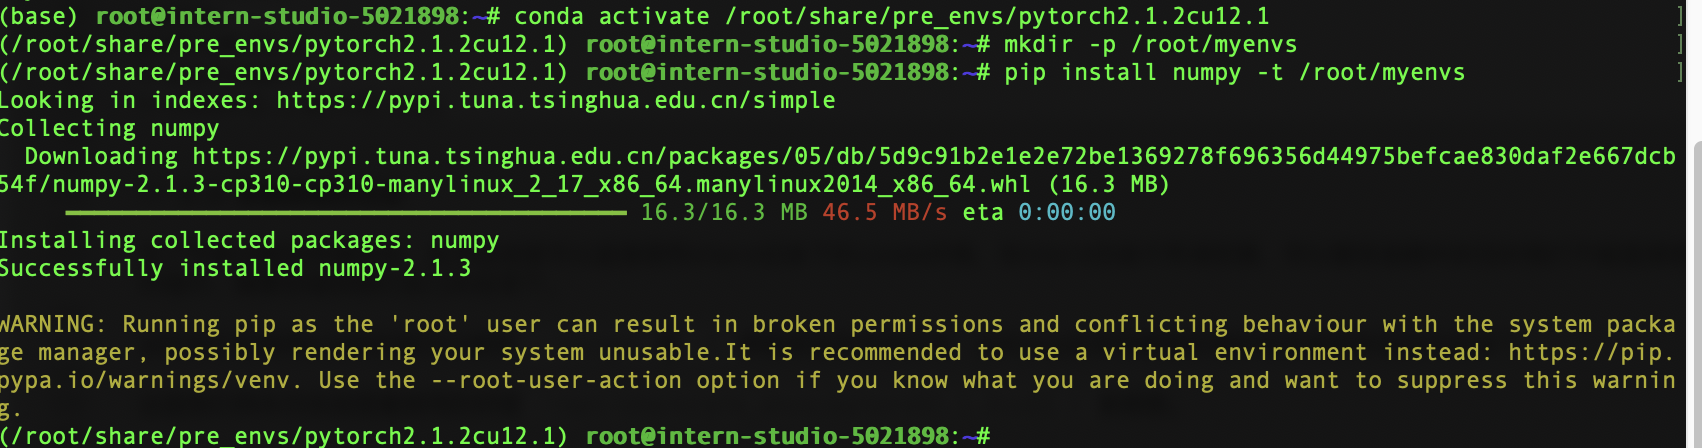 (base) root@intern-studio-5021898:~# conda activate /root/share/pre_envs/pytorch2.1.2cu12.1 ]
(/root/share/pre_envs/pytorch2.1.2cu12.1) root@intern-studio-5021898:~# mkdir -p /root/myenvs ]
(/root/share/pre_envs/pytorch2.1.2cu12.1) root@intern-studio-5021898:~# pip install numpy -t /root/myenvs ]
Looking in indexes: https://pypi.tuna.tsinghua.edu.cn/simple
Collecting numpy
  Downloading https://pypi.tuna.tsinghua.edu.cn/packages/05/db/5d9c91b2e1e2e72be1369278f696356d44975befcae830daf2e667dcb
54f/numpy-2.1.3-cp310-cp310-manylinux_2_17_x86_64.manylinux2014_x86_64.whl (16.3 MB)
16.3/16.3 MB 46.5 MB/s eta 0:00:00
Installing collected packages: numpy
Successfully installed numpy-2.1.3
WARNING: Running pip as the 'root' user can result in broken permissions and conflicting behaviour with the system packa
ge manager, possibly rendering your system unusable.It is recommended to use a virtual environment instead: https://pip.
pypa.io/warnings/venv. Use the --root-user-action option if you know what you are doing and want to suppress this warnin
g.
(/root/share/pre_envs/pytorch2.1.2cu12.1) root@intern-studio-5021898:~#